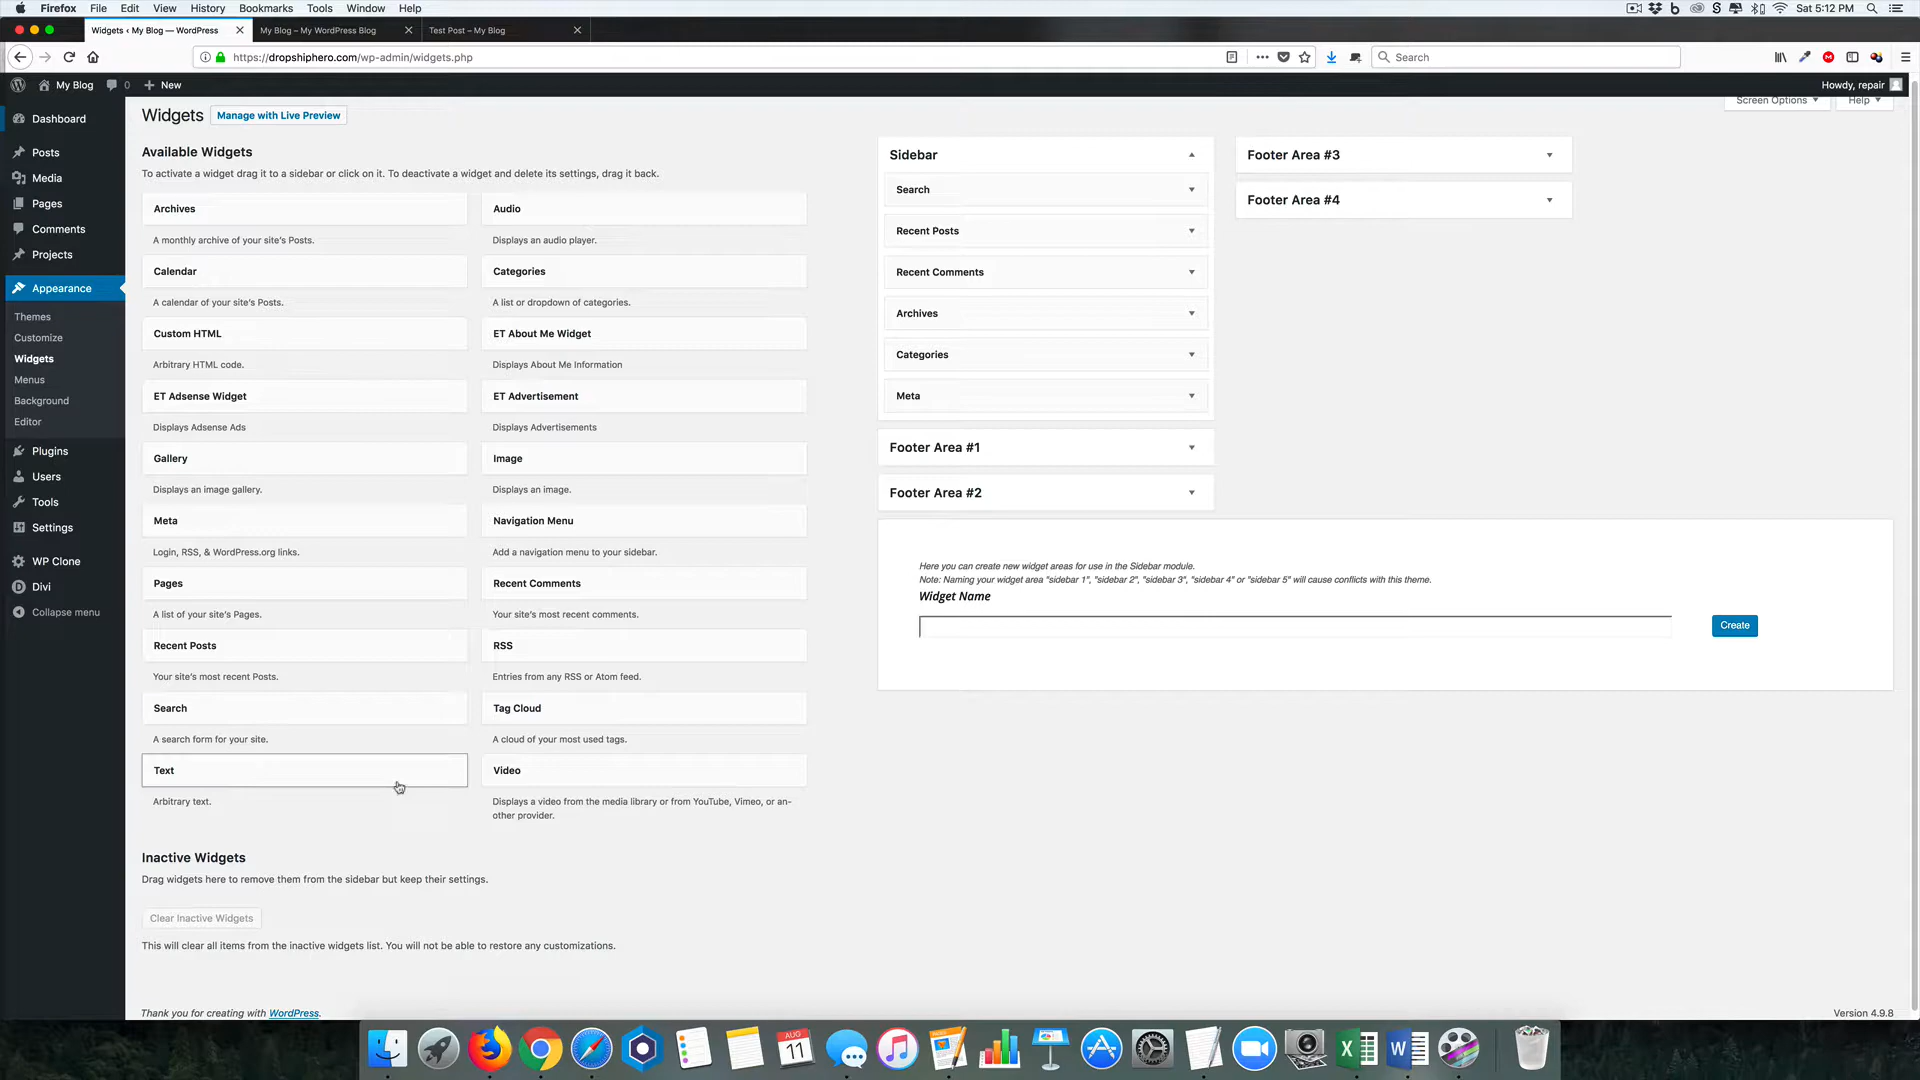 Firefox File Edit View History Bookmarks Tools Window Help
Sat 5:12 PM
Widgets ‹ My Blog — WordPress
My Blog – My WordPress Blog
Test Post – My Blog
https://dropshiphero.com/wp-admin/widgets.php
Search
My Blog 0 New
Howdy, repair
Dashboard
Posts
Media
Pages
Comments
Projects
Appearance
Themes
Customize
Widgets
Menus
Background
Editor
Plugins
Users
Tools
Settings
WP Clone
Divi
Collapse menu
Widgets Manage with Live Preview
Screen Options Help
Available Widgets
To activate a widget drag it to a sidebar or click on it. To deactivate a widget and delete its settings, drag it back.
Archives
A monthly archive of your site's Posts.
Audio
Displays an audio player.
Calendar
A calendar of your site's Posts.
Categories
A list or dropdown of categories.
Custom HTML
Arbitrary HTML code.
ET About Me Widget
Displays About Me Information
ET Adsense Widget
Displays Adsense Ads
ET Advertisement
Displays Advertisements
Gallery
Displays an image gallery.
Image
Displays an image.
Meta
Login, RSS, & WordPress.org links.
Navigation Menu
Add a navigation menu to your sidebar.
Pages
A list of your site's Pages.
Recent Comments
Your site's most recent comments.
Recent Posts
Your site's most recent Posts.
RSS
Entries from any RSS or Atom feed.
Search
A search form for your site.
Tag Cloud
A cloud of your most used tags.
Text
Arbitrary text.
Video
Displays a video from the media library or from YouTube, Vimeo, or an-
other provider.
Inactive Widgets
Drag widgets here to remove them from the sidebar but keep their settings.
Clear Inactive Widgets
This will clear all items from the inactive widgets list. You will not be able to restore any customizations.
Sidebar
Search
Recent Posts
Recent Comments
Archives
Categories
Meta
Footer Area #1
Footer Area #2
Footer Area #3
Footer Area #4
Here you can create new widget areas for use in the Sidebar module.
Note: Naming your widget area "sidebar 1", "sidebar 2", "sidebar 3", "sidebar 4" or "sidebar 5" will cause conflicts with this theme.
Widget Name
Create
Thank you for creating with WordPress.
Version 4.9.8
AUG
11